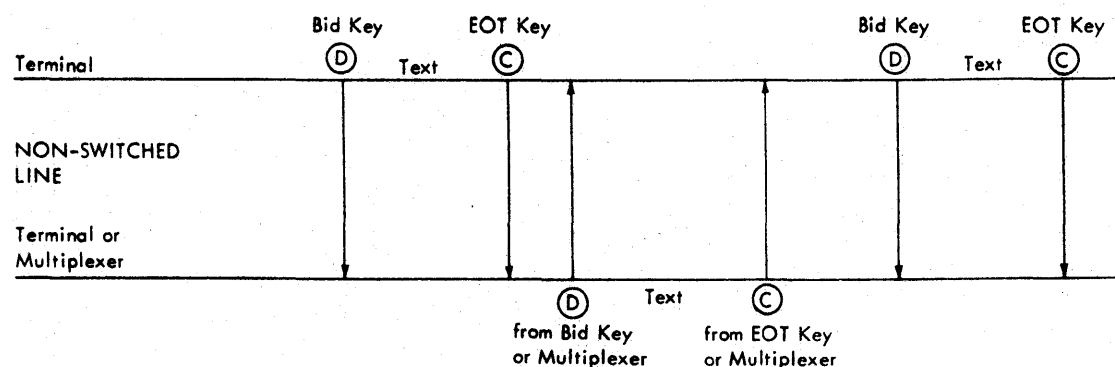 Bid Key EOT Key Bid Key EOT Key
Terminal D Text C D Text C
NON-SWITCHED
LINE
Terminal or
Multiplexer
D Text C
from Bid Key from EOT Key
or Multiplexer or Multiplexer